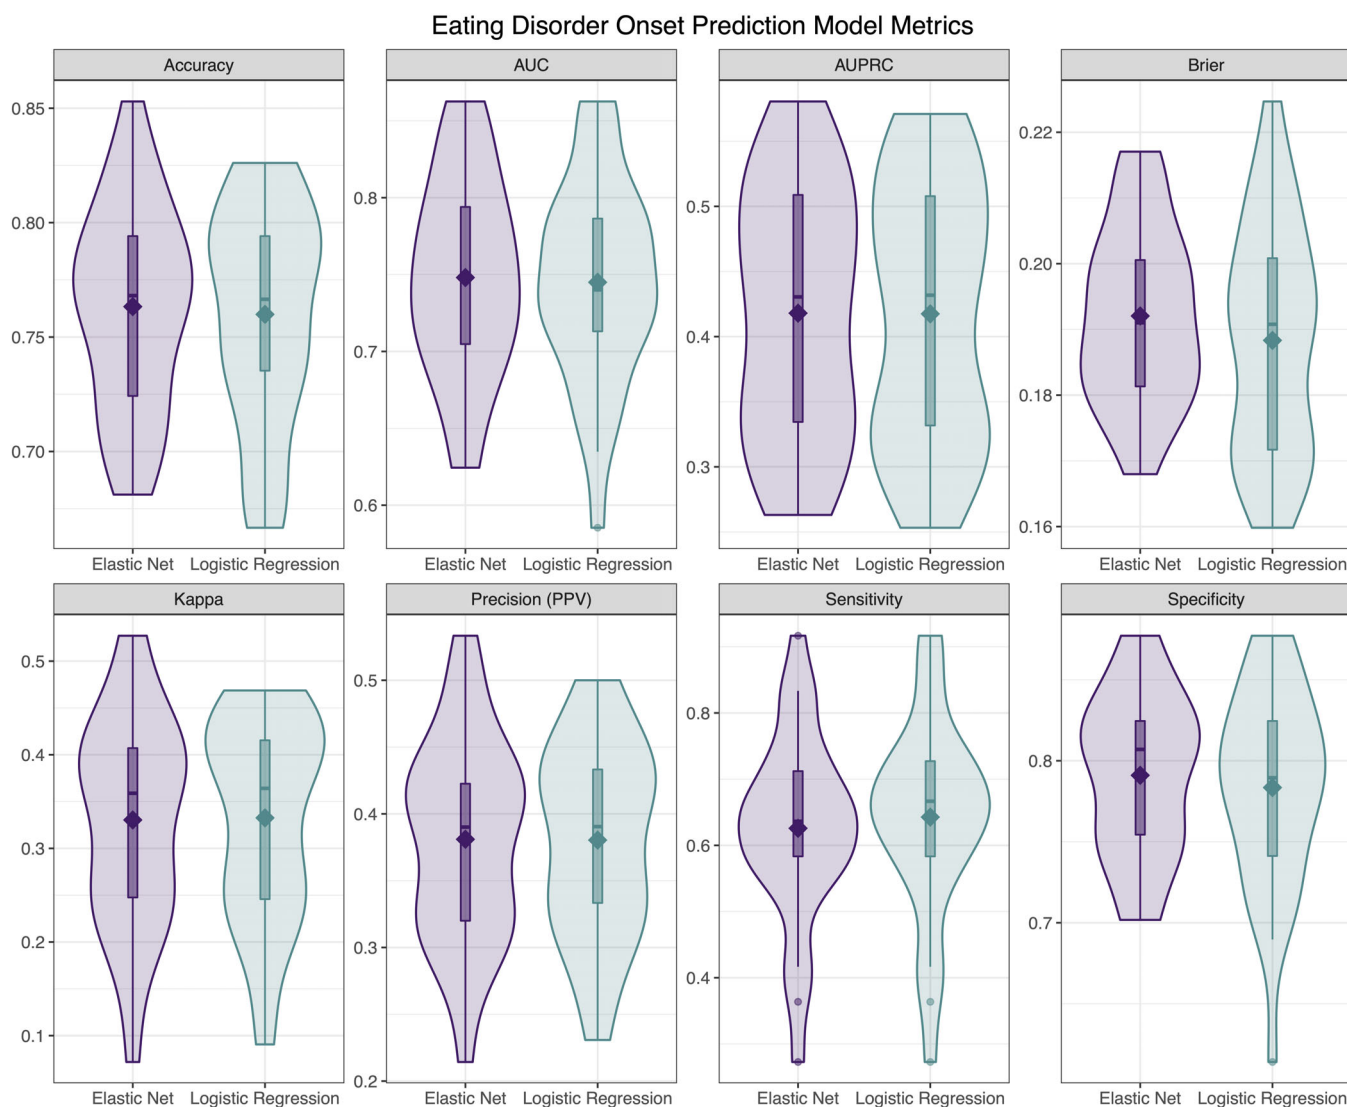 Eating Disorder Onset Prediction Model Metrics
Accuracy
AUC
AUPRC
Brier
0.85
0.80
0.75
0.70
0.8
0.7
0.6
0.5
0.4
0.3
0.22
0.20
0.18
0.16
Elastic Net Logistic Regression
Elastic Net Logistic Regression
Elastic Net Logistic Regression
Elastic Net Logistic Regression
Kappa
Precision (PPV)
Sensitivity
Specificity
0.5
0.4
0.3
0.2
0.1
0.5
0.4
0.3
0.2
0.8
0.6
0.4
0.8
0.7
Elastic Net Logistic Regression
Elastic Net Logistic Regression
Elastic Net Logistic Regression
Elastic Net Logistic Regression